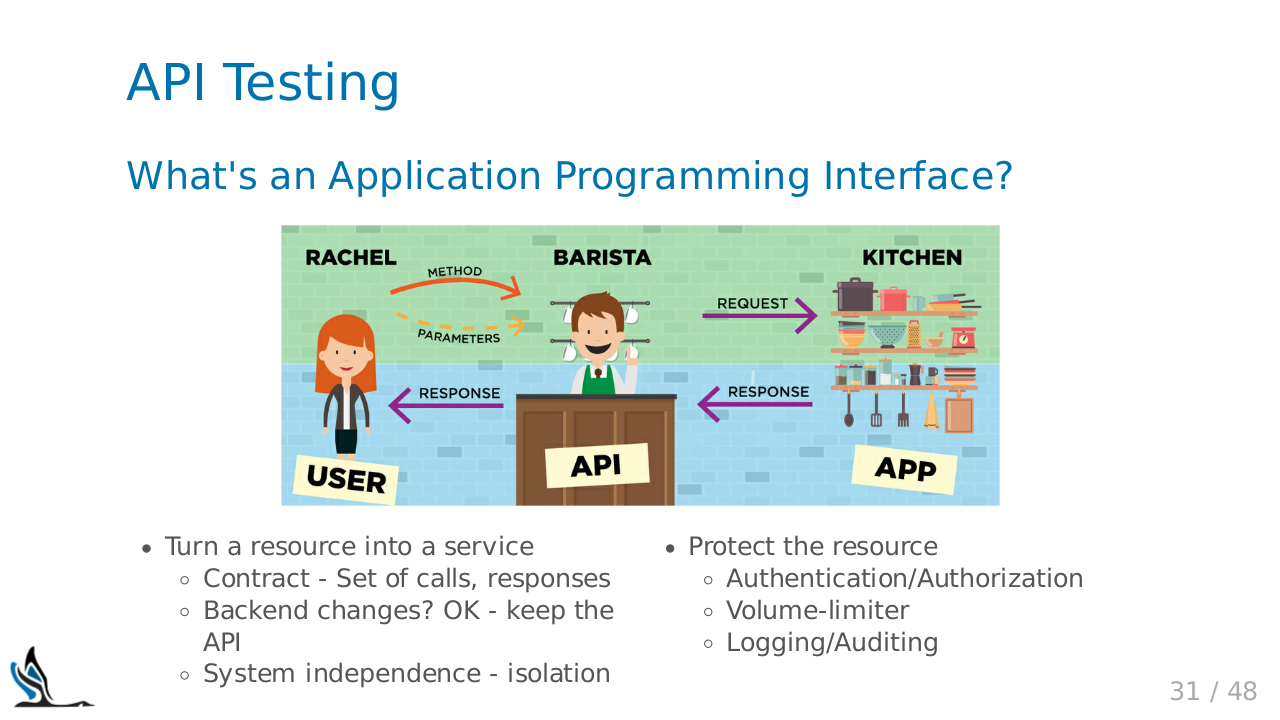 API Testing
What's an Application Programming Interface?
RACHEL
BARISTA
KITCHEN
METHOD
PARAMETERS
REQUEST
RESPONSE
RESPONSE
USER
API
APP
• Turn a resource into a service
◦ Contract - Set of calls, responses
◦ Backend changes? OK - keep the
API
◦ System independence - isolation
• Protect the resource
◦ Authentication/Authorization
◦ Volume-limiter
◦ Logging/Auditing
31 / 48